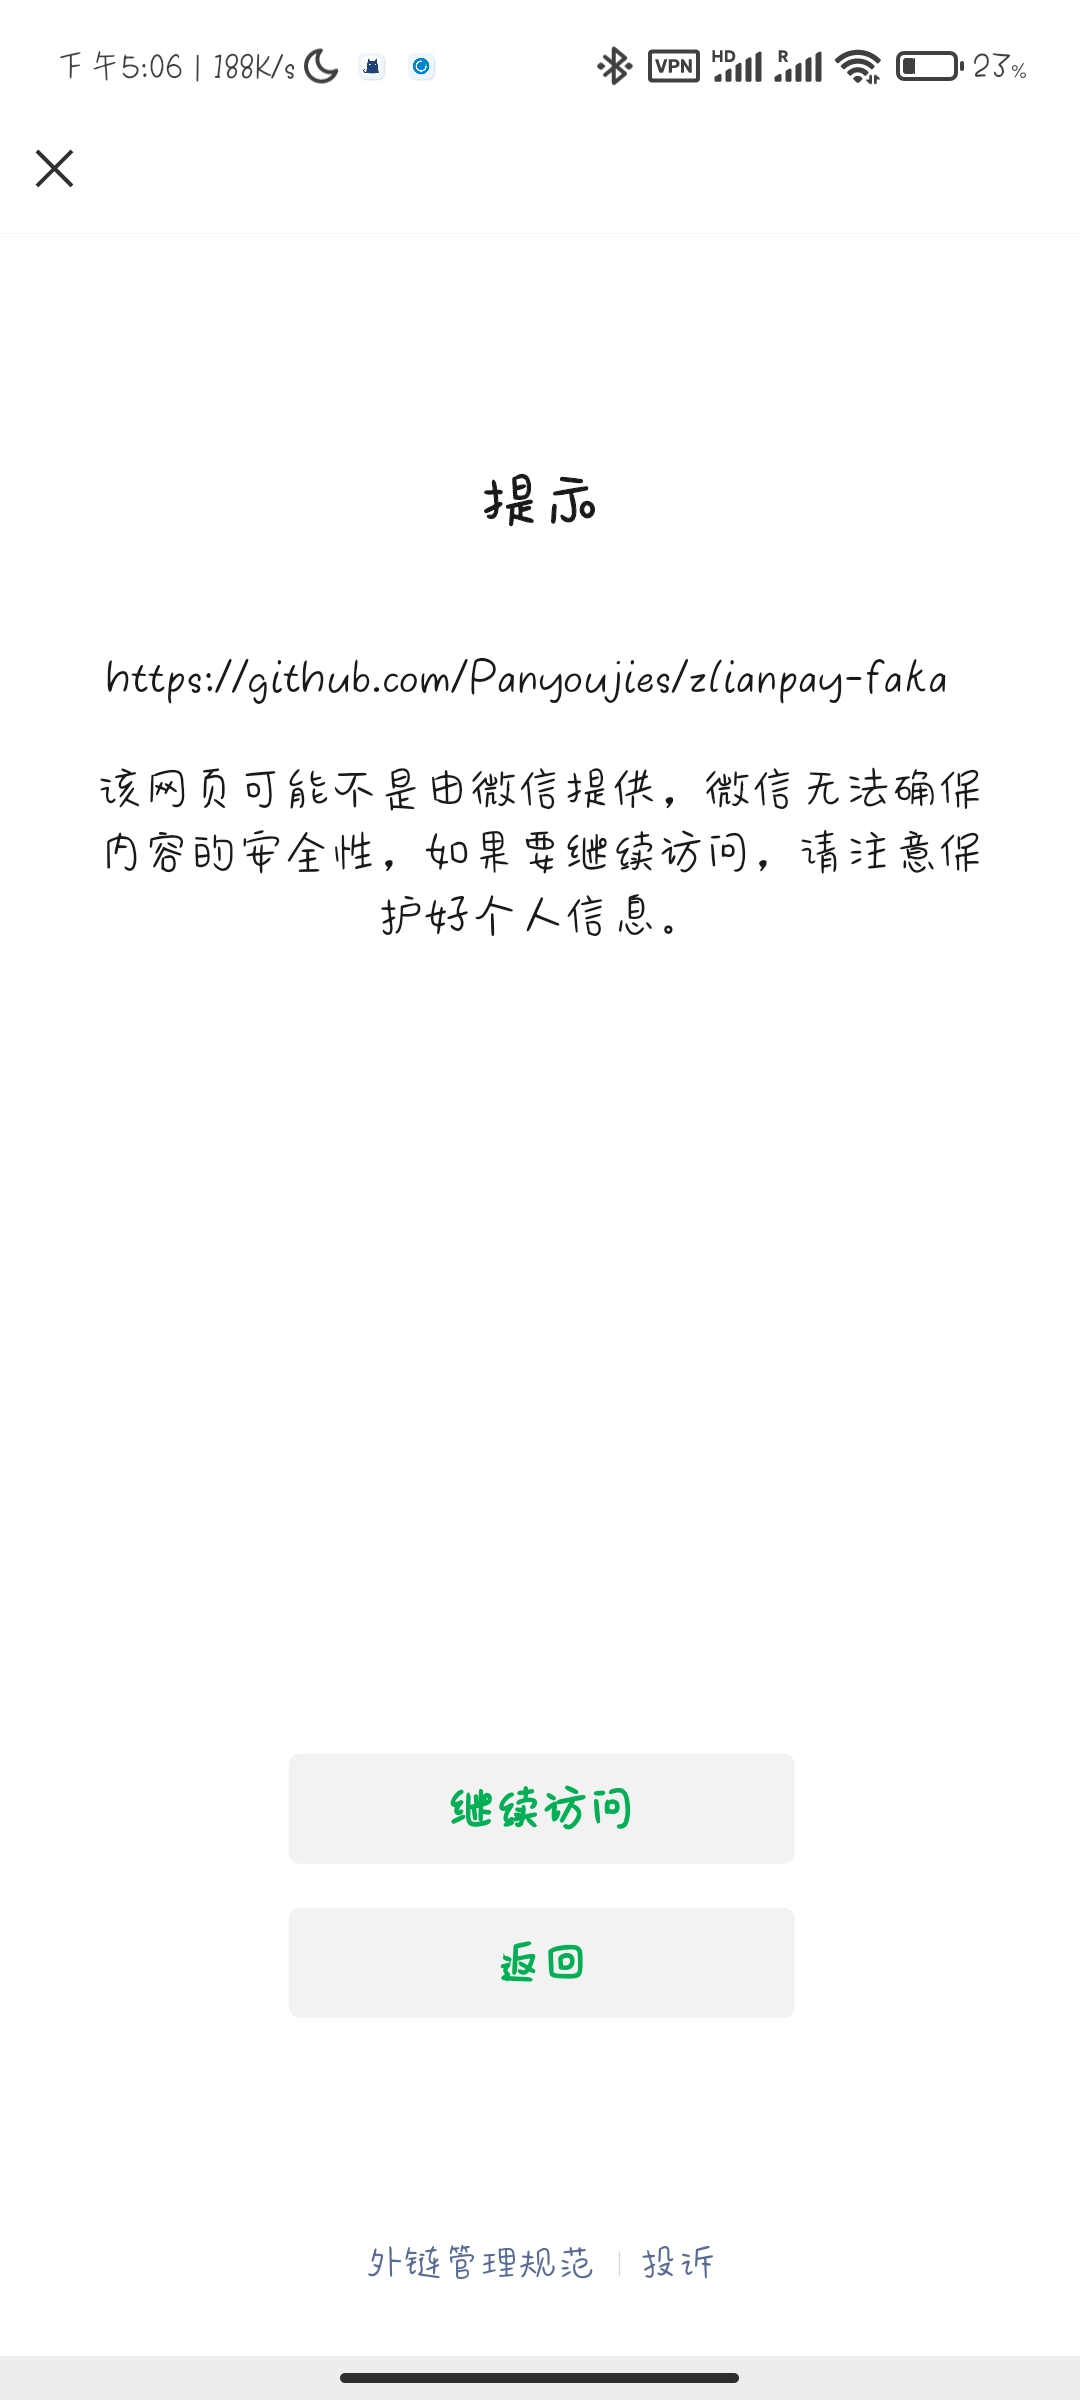 下午5:06 | 188K/s VPN HD R 23%
提示
https://github.com/Panyoujies/zlianpay-faka
该网页可能不是由微信提供，微信无法确保
内容的安全性，如果要继续访问，请注意保
护好个人信息。
继续访问
返回
外链管理规范 | 投诉